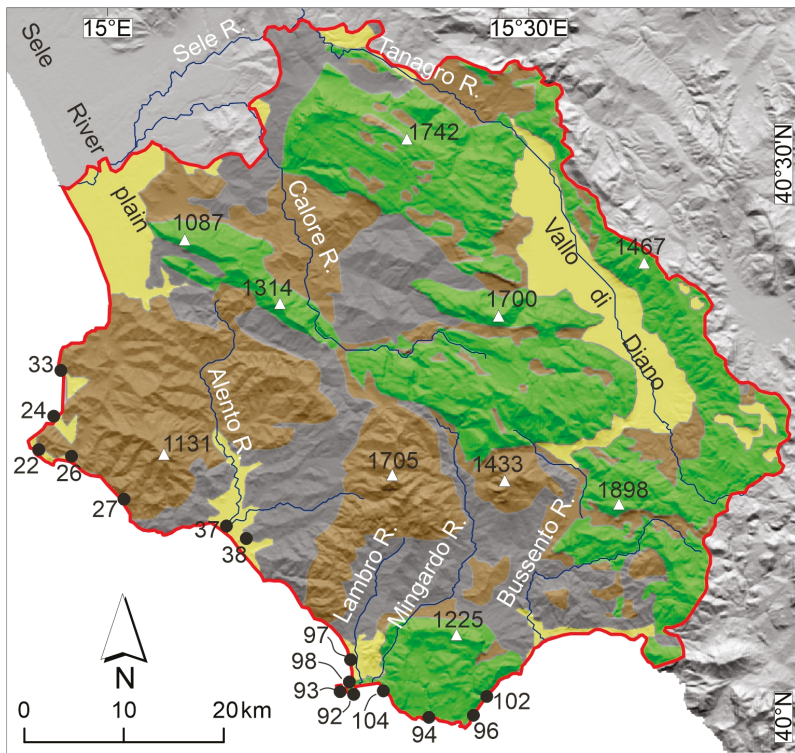 15°E
15°30'E
Sele
River
plain
Sele R.
Tanagro R.
1742
40°30'N
Calore R.
1087
Vallo
di
Diano
1467
1314
1700
33
Alento R.
24
1131
22
26
1705
1433
1898
27
37
38
Lambro R.
Mingardo R.
Bussento R.
1225
97
98
93
92
104
94
96
102
N
0 10 20 km
40°N